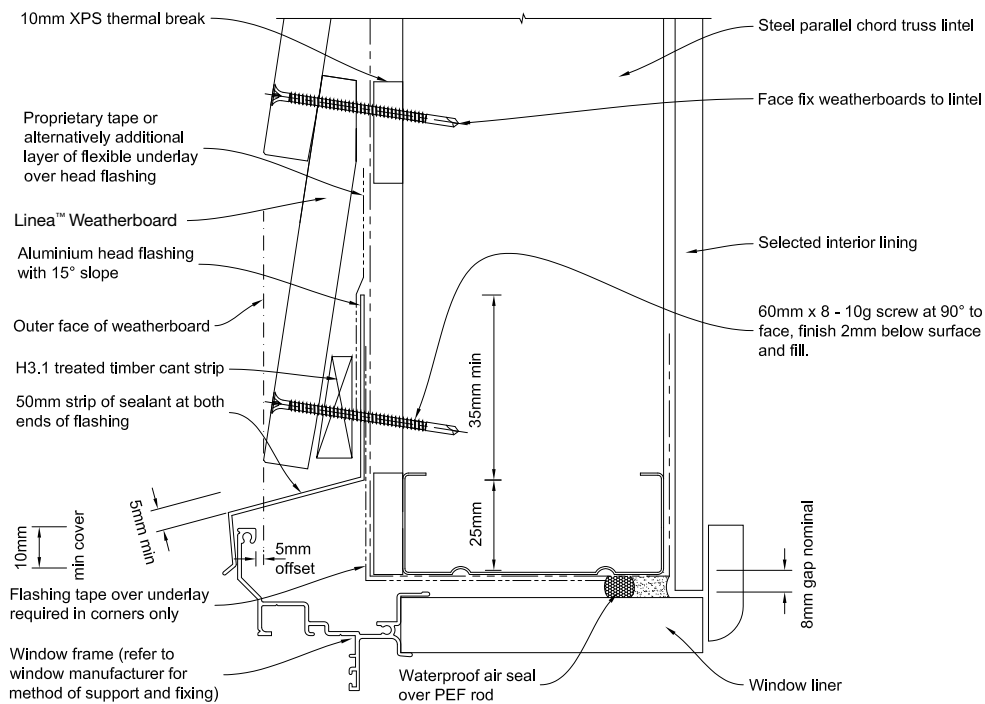 10mm XPS thermal break
Steel parallel chord truss lintel
Face fix weatherboards to lintel
Proprietary tape or
alternatively additional
layer of flexible underlay
over head flashing
Linea™ Weatherboard
Selected interior lining
Aluminium head flashing
with 15° slope
Outer face of weatherboard
60mm x 8 - 10g screw at 90° to
face, finish 2mm below surface
and fill.
H3.1 treated timber cant strip
50mm strip of sealant at both
ends of flashing
35mm min
25mm
5mm min
10mm
min cover
5mm
offset
8mm gap nominal
Flashing tape over underlay
required in corners only
Window frame (refer to
window manufacturer for
method of support and fixing)
Waterproof air seal
over PEF rod
Window liner